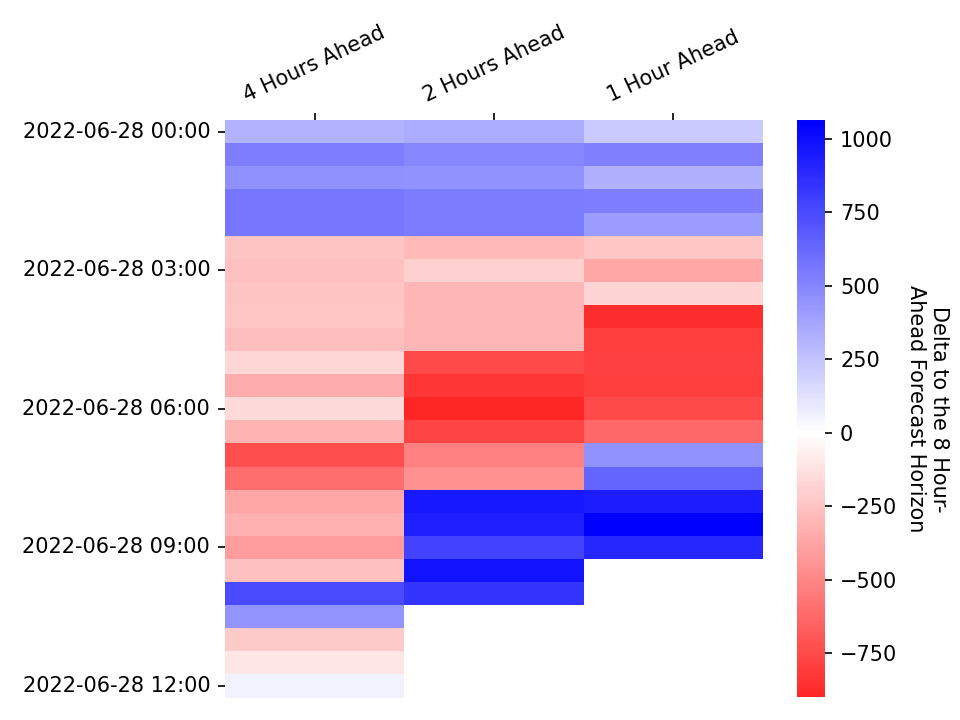 4 Hours Ahead
2 Hours Ahead
1 Hour Ahead
2022-06-28 00:00
2022-06-28 03:00
2022-06-28 06:00
2022-06-28 09:00
2022-06-28 12:00
1000
750
500
250
0
−250
−500
−750
Delta to the 8 Hour-
Ahead Forecast Horizon